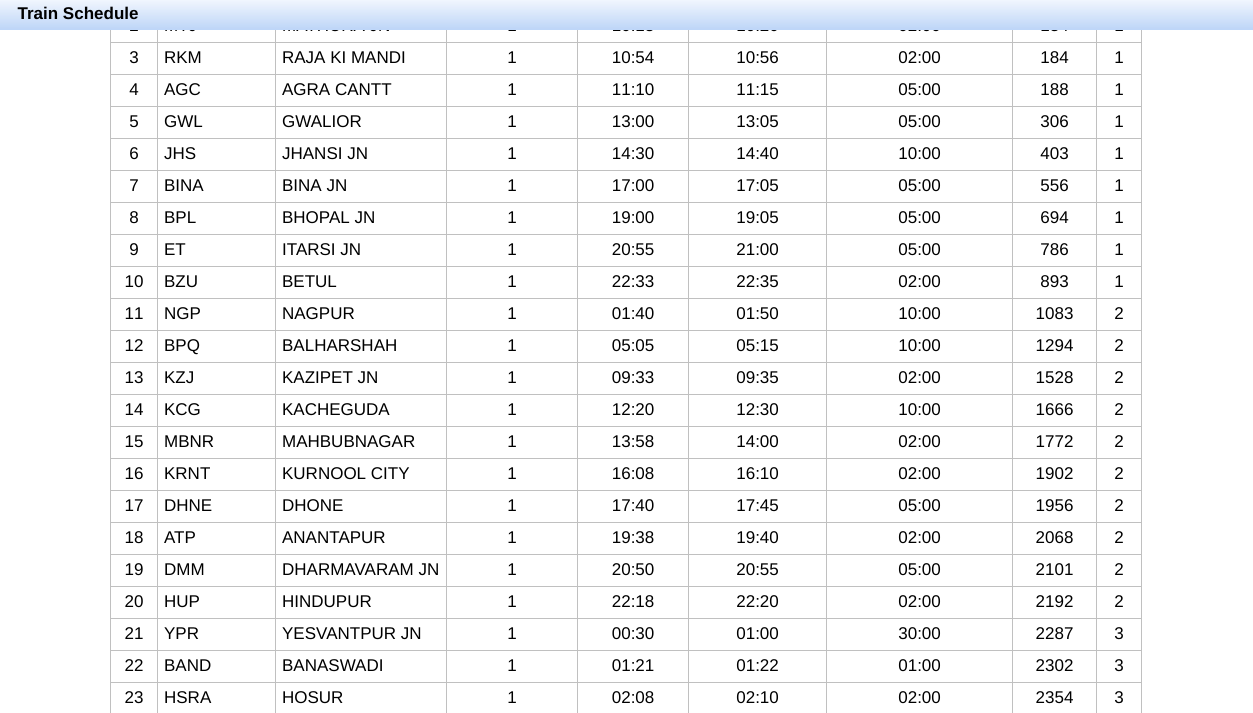 Train Schedule
3 RKM RAJA KI MANDI 1 10:54 10:56 02:00 184 1
4 AGC AGRA CANTT 1 11:10 11:15 05:00 188 1
5 GWL GWALIOR 1 13:00 13:05 05:00 306 1
6 JHS JHANSI JN 1 14:30 14:40 10:00 403 1
7 BINA BINA JN 1 17:00 17:05 05:00 556 1
8 BPL BHOPAL JN 1 19:00 19:05 05:00 694 1
9 ET ITARSI JN 1 20:55 21:00 05:00 786 1
10 BZU BETUL 1 22:33 22:35 02:00 893 1
11 NGP NAGPUR 1 01:40 01:50 10:00 1083 2
12 BPQ BALHARSHAH 1 05:05 05:15 10:00 1294 2
13 KZJ KAZIPET JN 1 09:33 09:35 02:00 1528 2
14 KCG KACHEGUDA 1 12:20 12:30 10:00 1666 2
15 MBNR MAHBUBNAGAR 1 13:58 14:00 02:00 1772 2
16 KRNT KURNOOL CITY 1 16:08 16:10 02:00 1902 2
17 DHNE DHONE 1 17:40 17:45 05:00 1956 2
18 ATP ANANTAPUR 1 19:38 19:40 02:00 2068 2
19 DMM DHARMAVARAM JN 1 20:50 20:55 05:00 2101 2
20 HUP HINDUPUR 1 22:18 22:20 02:00 2192 2
21 YPR YESVANTPUR JN 1 00:30 01:00 30:00 2287 3
22 BAND BANASWADI 1 01:21 01:22 01:00 2302 3
23 HSRA HOSUR 1 02:08 02:10 02:00 2354 3